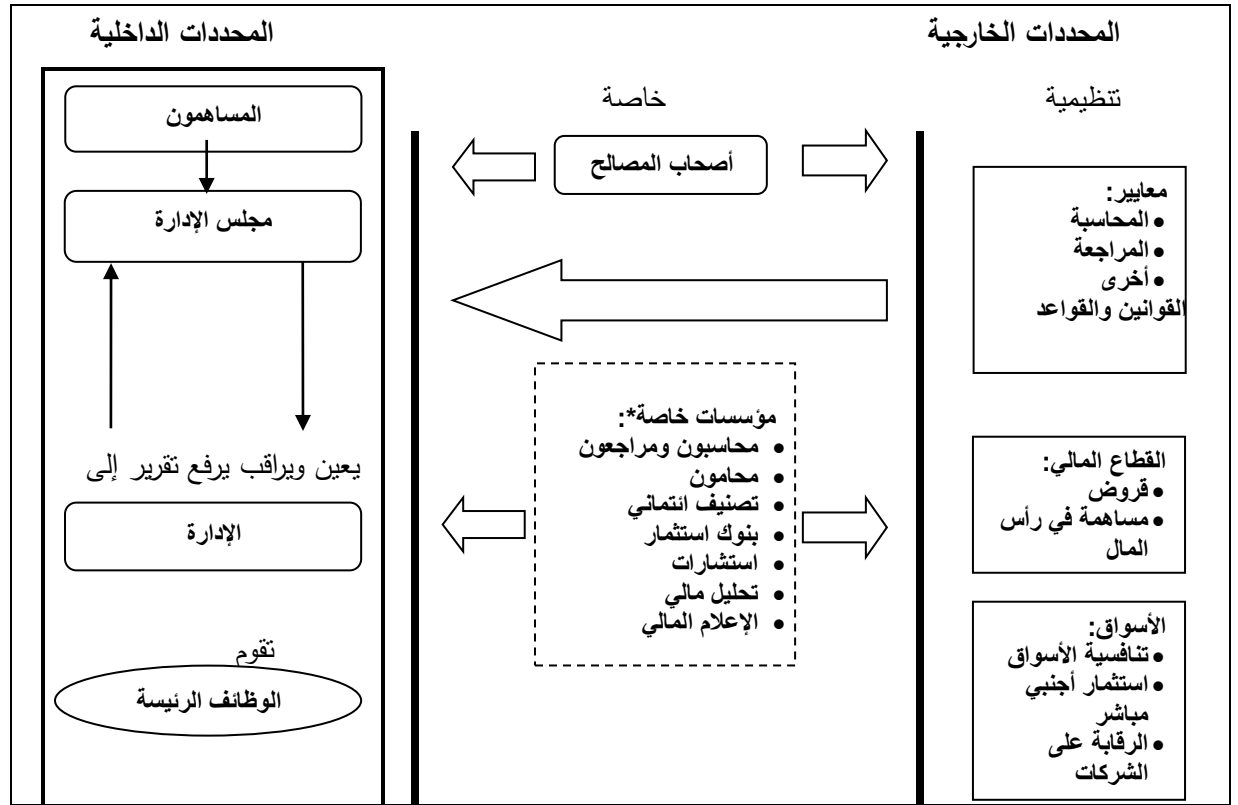 المحددات الخارجية
المحددات الداخلية
تنظيمية
معايير:
• المحاسبة
• المراجعة
• أخرى
القوانين والقواعد
القطاع المالي:
• قروض
• مساهمة في رأس
المال
الأسواق:
• تنافسية الأسواق
• استثمار أجنبي
مباشر
• الرقابة على
الشركات
خاصة
أصحاب المصالح
مؤسسات خاصة*:
• محاسبون ومراجعون
• محامون
• تصنيف ائتماني
• بنوك استثمار
• استشارات
• تحليل مالي
• الإعلام المالي
المساهمون
مجلس الإدارة
يعين ويراقب يرفع تقرير إلى
الإدارة
تقوم
الوظائف الرئيسة